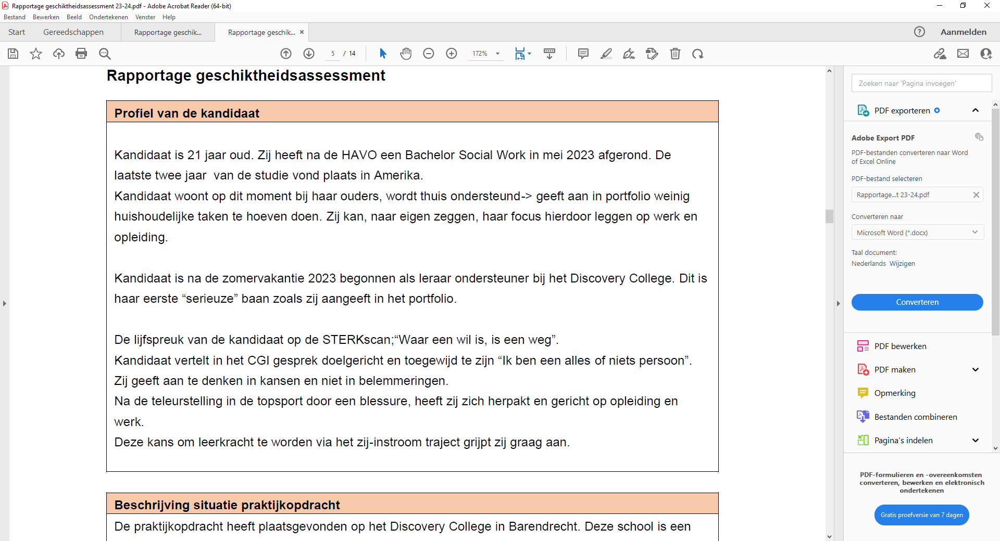 Rapportage geschiktheidsassessment 23-24.pdf - Adobe Acrobat Reader (64-bit)
Bestand Bewerken Beeld Ondertekenen Venster Help
Start Gereedschappen Rapportage geschik... Rapportage geschik... × Aanmelden
5 / 14 172%
Rapportage geschiktheidsassessment
Profiel van de kandidaat
Kandidaat is 21 jaar oud. Zij heeft na de HAVO een Bachelor Social Work in mei 2023 afgerond. De
laatste twee jaar  van de studie vond plaats in Amerika.
Kandidaat woont op dit moment bij haar ouders, wordt thuis ondersteund-> geeft aan in portfolio weinig
huishoudelijke taken te hoeven doen. Zij kan, naar eigen zeggen, haar focus hierdoor leggen op werk en
opleiding.
Kandidaat is na de zomervakantie 2023 begonnen als leraar ondersteuner bij het Discovery College. Dit is
haar eerste “serieuze” baan zoals zij aangeeft in het portfolio.
De lijfspreuk van de kandidaat op de STERKscan;“Waar een wil is, is een weg”.
Kandidaat vertelt in het CGI gesprek doelgericht en toegewijd te zijn “Ik ben een alles of niets persoon”.
Zij geeft aan te denken in kansen en niet in belemmeringen.
Na de teleurstelling in de topsport door een blessure, heeft zij zich herpakt en gericht op opleiding en
werk.
Deze kans om leerkracht te worden via het zij-instroom traject grijpt zij graag aan.
Beschrijving situatie praktijkopdracht
De praktijkopdracht heeft plaatsgevonden op het Discovery College in Barendrecht. Deze school is een
Zoeken naar 'Pagina invoegen'
PDF exporteren
Adobe Export PDF
PDF-bestanden converteren naar Word
of Excel Online
PDF-bestand selecteren
Rapportage...t 23-24.pdf
Converteren naar
Microsoft Word (*.docx)
Taal document:
Nederlands Wijzigen
Converteren
PDF bewerken
PDF maken
Opmerking
Bestanden combineren
Pagina's indelen
PDF-formulieren en -overeenkomsten
converteren, bewerken en elektronisch
ondertekenen
Gratis proefversie van 7 dagen